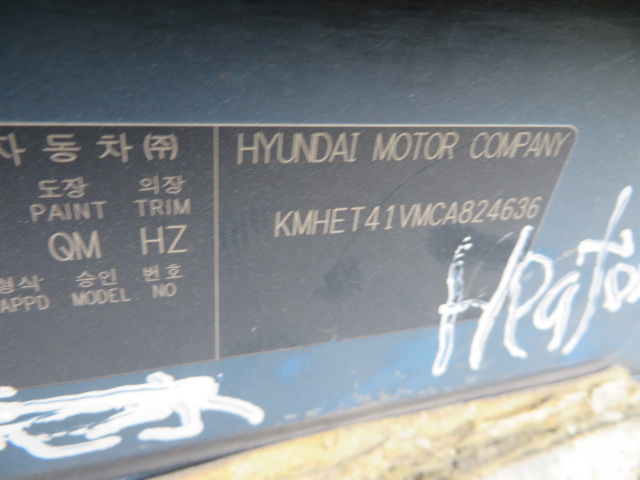 자동차 ㈜
도장 의장
PAINT TRIM
QM HZ
형식 승인 번호
APPD MODEL NO
HYUNDAI MOTOR COMPANY
KMHET41VMCA824636
Heator